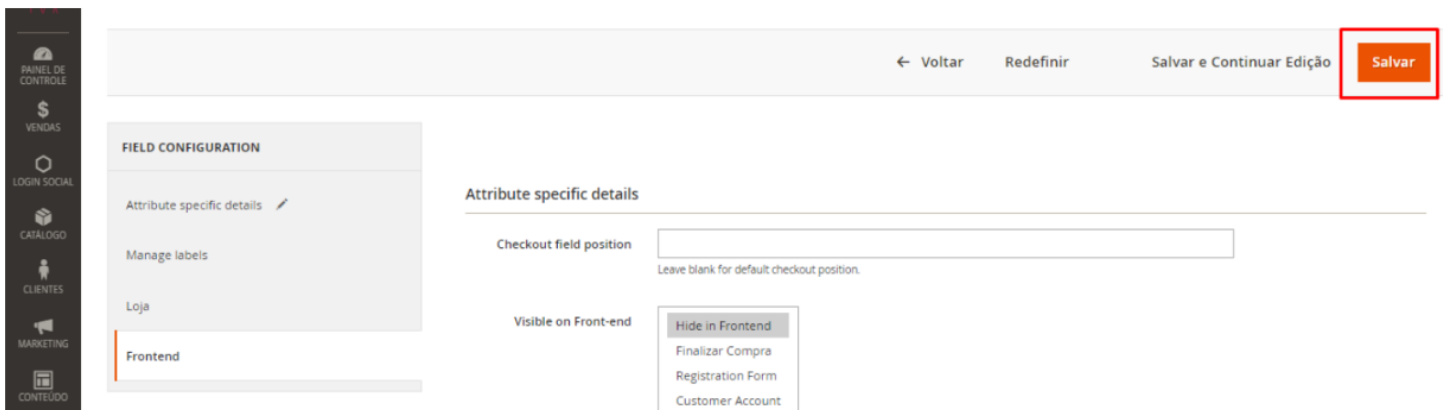 ← Voltar Redefinir Salvar e Continuar Edição Salvar
PAINEL DE
CONTROLE
$
VENDAS
LOGIN SOCIAL
CATÁLOGO
CLIENTES
MARKETING
CONTEÚDO
FIELD CONFIGURATION
Attribute specific details
Manage labels
Loja
Frontend
Attribute specific details
Checkout field position
Leave blank for default checkout position.
Visible on Front-end
Hide in Frontend
Finalizar Compra
Registration Form
Customer Account